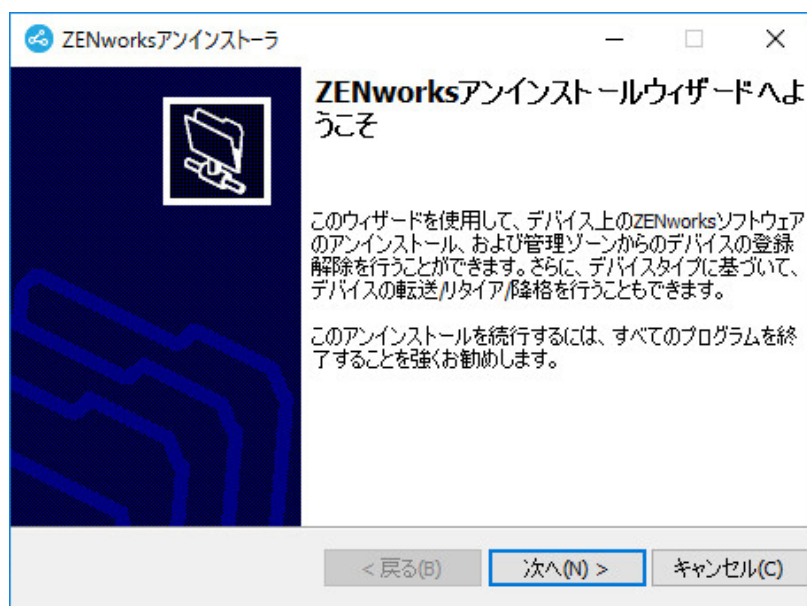 ZENworksアンインストーラ
ZENworksアンインストールウィザードへよ
うこそ
このウィザードを使用して、デバイス上のZENworksソフトウェア
のアンインストール、および管理ゾーンからのデバイスの登録
解除を行うことができます。さらに、デバイスタイプに基づいて、
デバイスの転送/リタイア/降格を行うこともできます。
このアンインストールを続行するには、すべてのプログラムを終
了することを強くお勧めします。
< 戻る(B)
次へ(N) >
キャンセル(C)